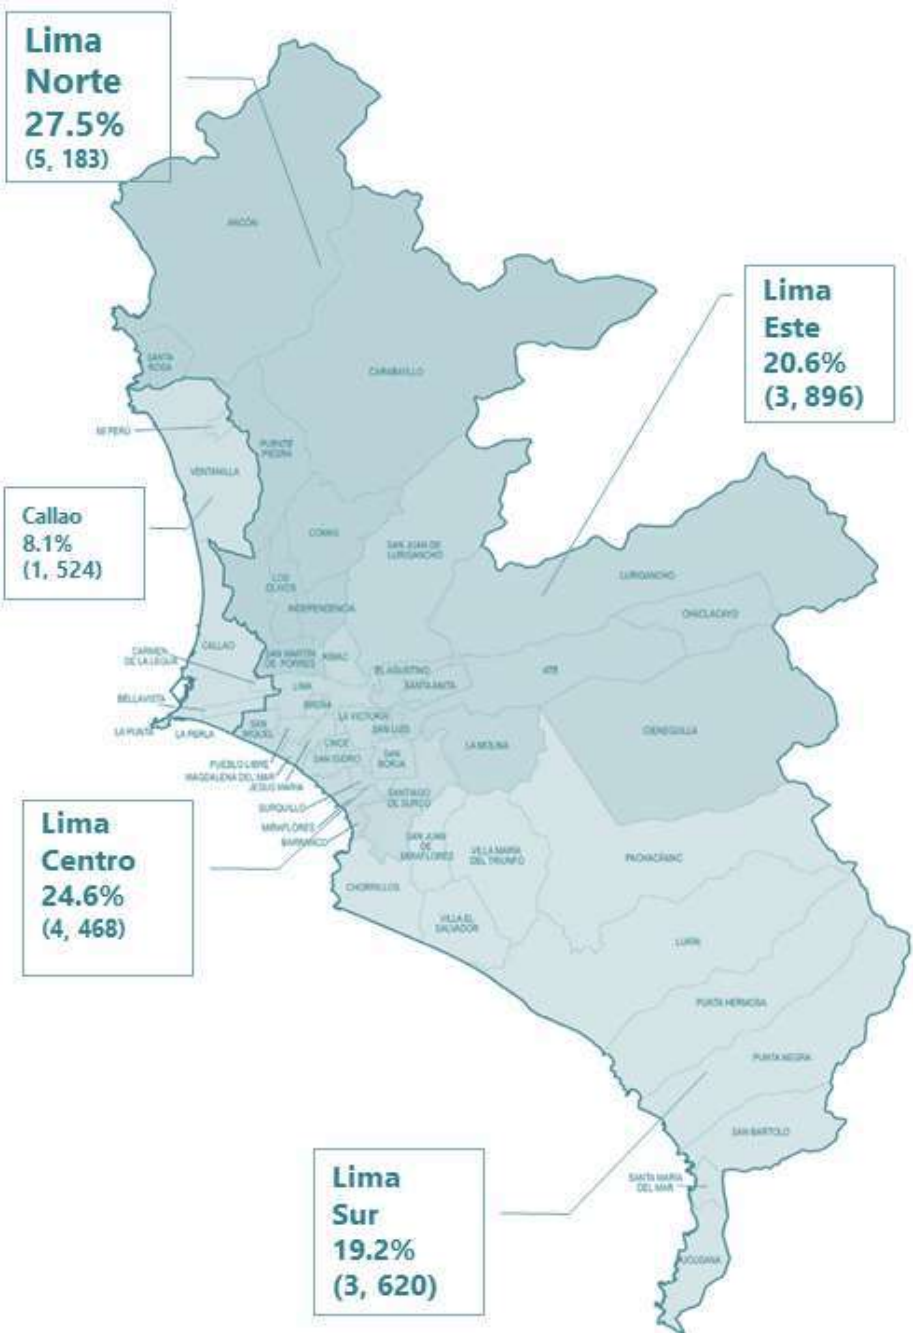 Lima
Norte
27.5%
(5, 183)
ANCÓN
Lima
Este
20.6%
(3, 896)
SANTA
ROSA
CARABAYLLO
MI PERÚ
PUENTE
PIEDRA
VENTANILLA
Callao
8.1%
(1, 524)
COMAS
SAN JUAN DE
LURIGANCHO
LURIGANCHO
LOS
OLIVOS
INDEPENDENCIA
CHACLACAYO
CALLAO
CARMEN
DE LA LEGUA
SAN MARTÍN
DE PORRES
RÍMAC
EL AGUSTINO
ATE
SANTA ANITA
LIMA
BELLAVISTA
BREÑA
LA VICTORIA
LA PUNTA
LA PERLA
SAN
MIGUEL
SAN LUIS
CIENEGUILLA
LINCE
LA MOLINA
SAN ISIDRO
SAN
BORJA
PUEBLO LIBRE
MAGDALENA DEL MAR
JESUS MARIA
SANTIAGO
DE SURCO
SURQUILLO
MIRAFLORES
BARRANCO
Lima
Centro
24.6%
(4, 468)
SAN JUAN
DE
MIRAFLORES
VILLA MARIA
DEL TRIUNFO
PACHACÁMAC
CHORRILLOS
VILLA EL
SALVADOR
LURÍN
PUNTA HERMOSA
PUNTA NEGRA
SAN BARTOLO
Lima
Sur
19.2%
(3, 620)
SANTA MARÍA
DEL MAR
PUCUSANA